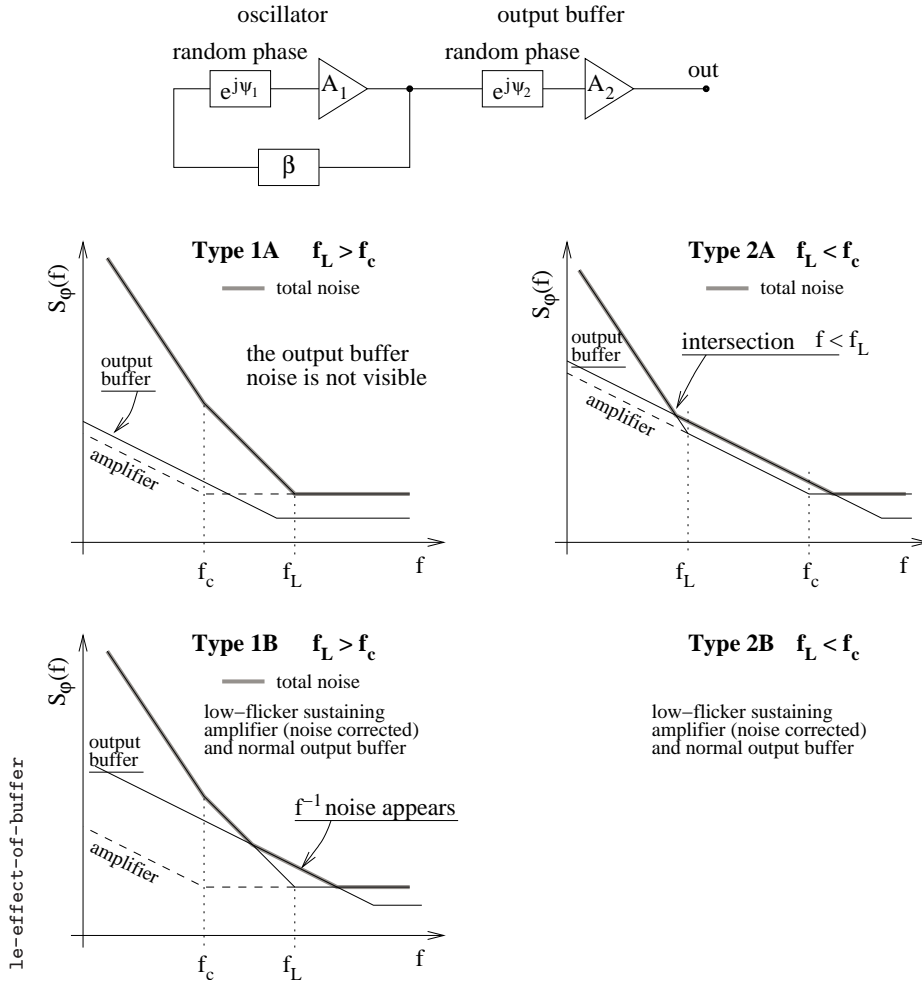 oscillator
output buffer
random phase
random phase
e^jψ₁
A₁
e^jψ₂
A₂
out
β
Type 1A f_L > f_c
S_φ(f)
total noise
output
buffer
the output buffer
noise is not visible
amplifier
f_c
f_L
f
Type 2A f_L < f_c
S_φ(f)
total noise
output
buffer
intersection f < f_L
amplifier
f_L
f_c
f
Type 1B f_L > f_c
S_φ(f)
total noise
low−flicker sustaining
amplifier (noise corrected)
and normal output buffer
output
buffer
f⁻¹ noise appears
amplifier
f_c
f_L
f
Type 2B f_L < f_c
low−flicker sustaining
amplifier (noise corrected)
and normal output buffer
le−effect−of−buffer